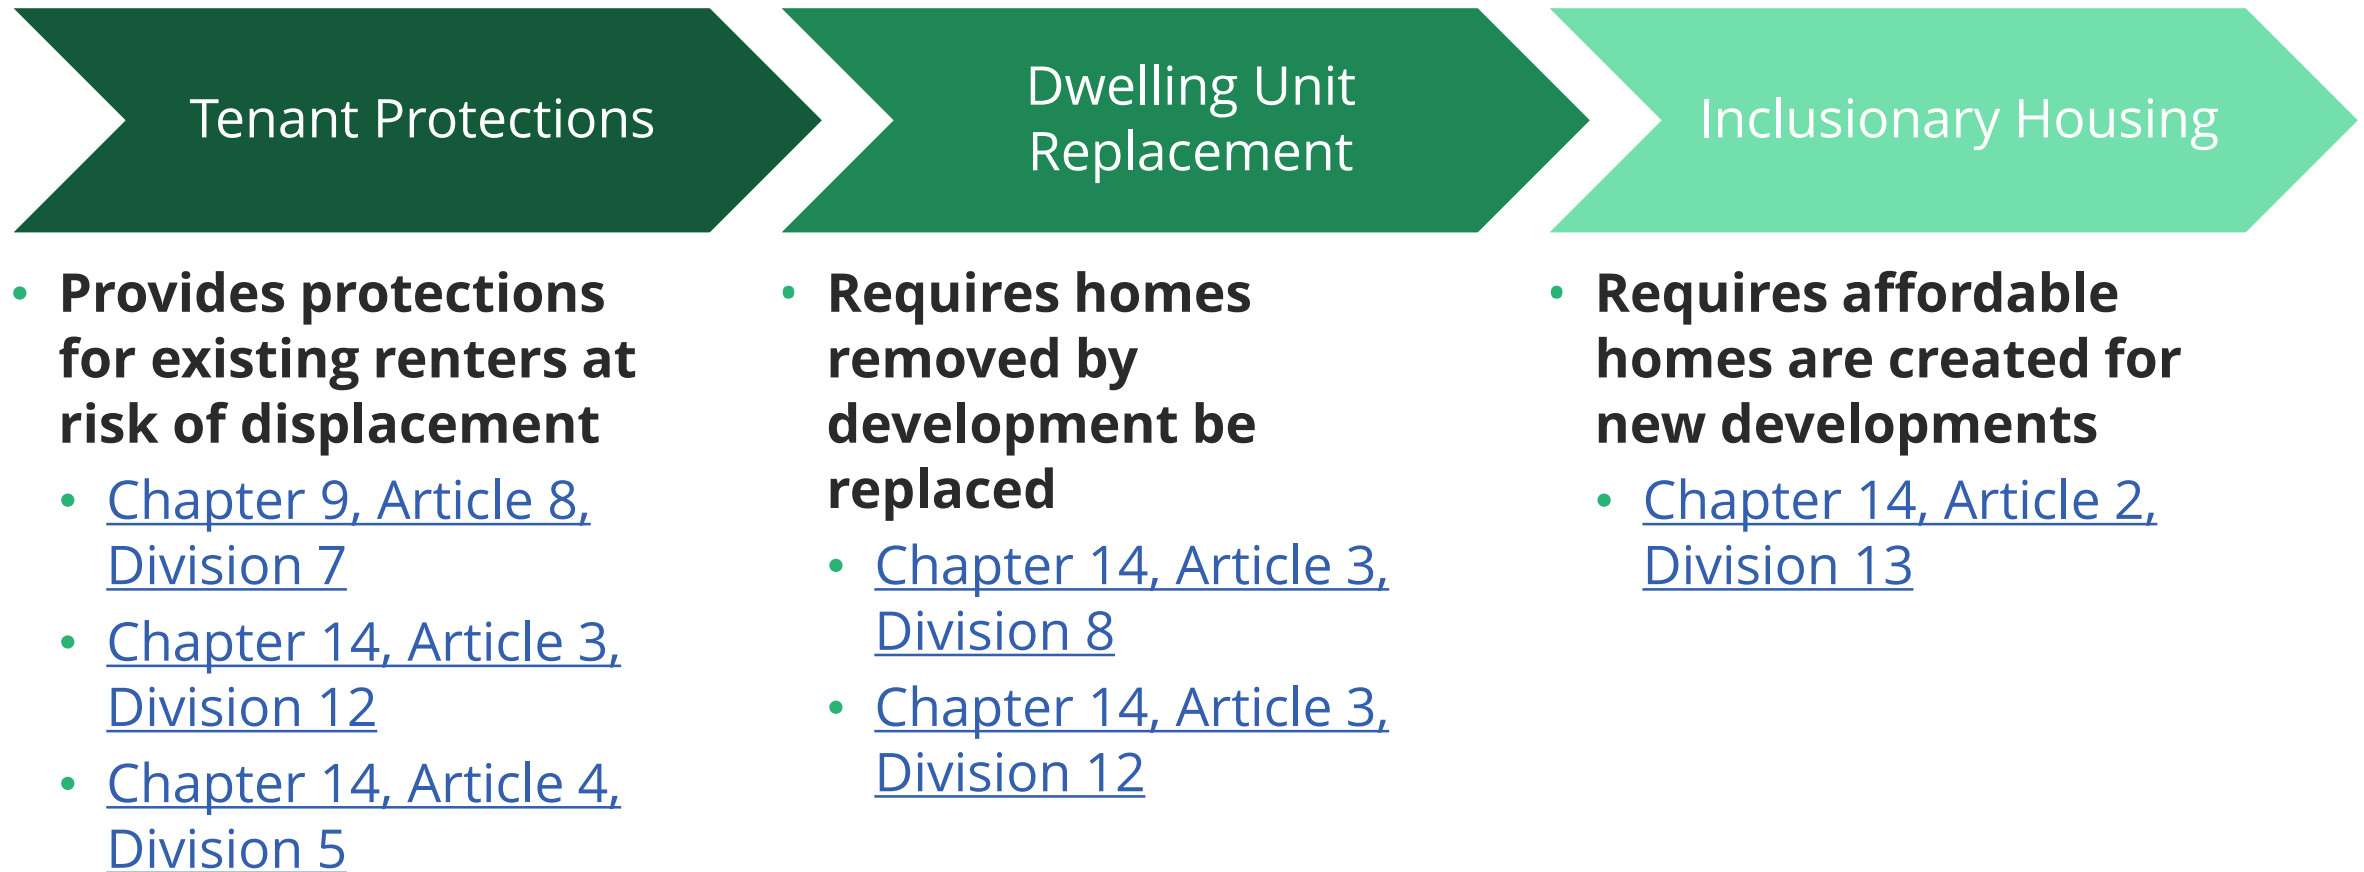 Tenant Protections
• Provides protections
for existing renters at
risk of displacement
• Chapter 9, Article 8,
Division 7
• Chapter 14, Article 3,
Division 12
• Chapter 14, Article 4,
Division 5
Dwelling Unit
Replacement
• Requires homes
removed by
development be
replaced
• Chapter 14, Article 3,
Division 8
• Chapter 14, Article 3,
Division 12
Inclusionary Housing
• Requires affordable
homes are created for
new developments
• Chapter 14, Article 2,
Division 13